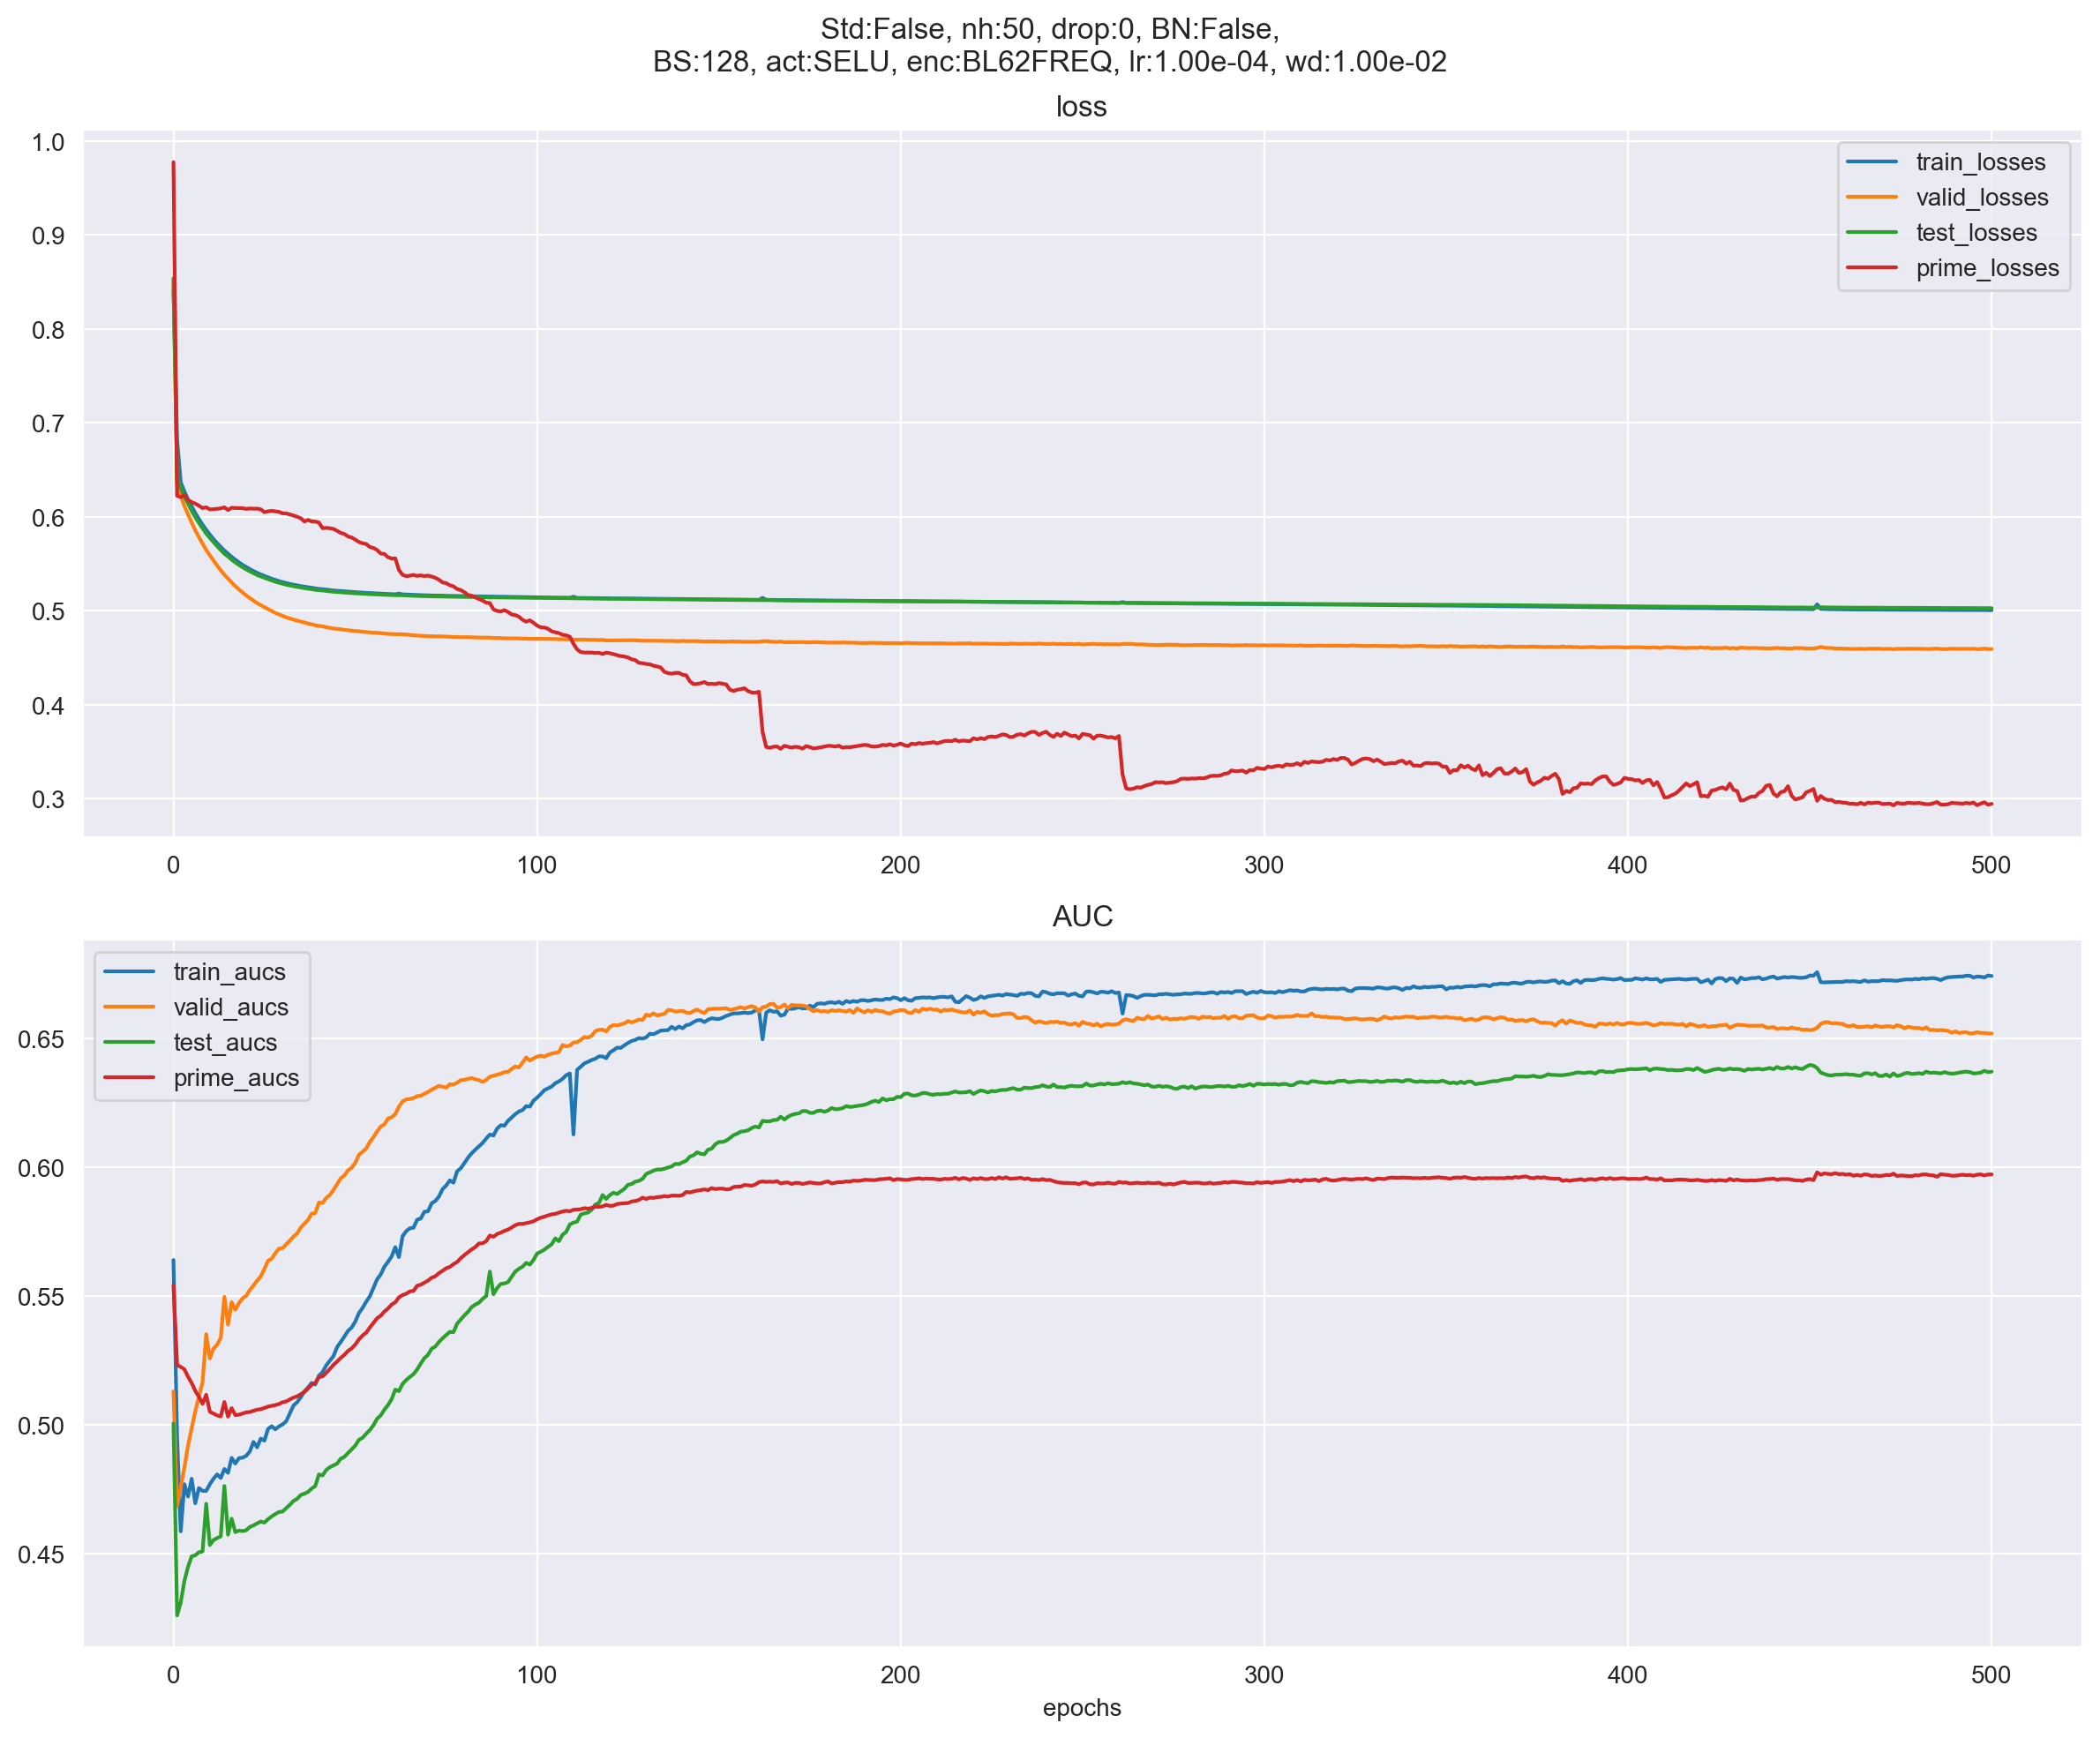 Std:False, nh:50, drop:0, BN:False,
BS:128, act:SELU, enc:BL62FREQ, lr:1.00e-04, wd:1.00e-02
loss
1.0
0.9
0.8
0.7
0.6
0.5
0.4
0.3
train_losses
valid_losses
test_losses
prime_losses
0 100 200 300 400 500
AUC
train_aucs
valid_aucs
test_aucs
prime_aucs
0.65
0.60
0.55
0.50
0.45
0 100 200 300 400 500
epochs